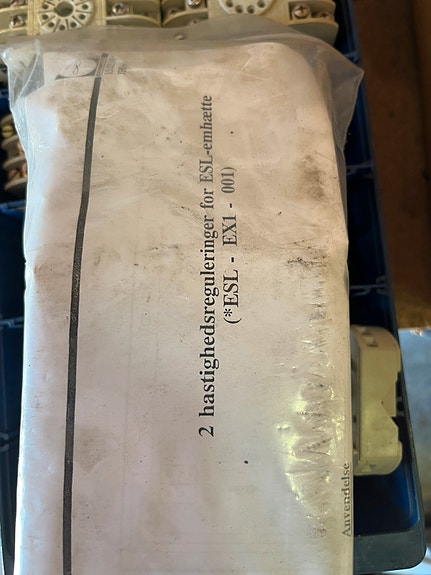 2 hastighedsreguleringer for ESL-emhætte
(*ESL - EX1 - 001)
Anvendelse